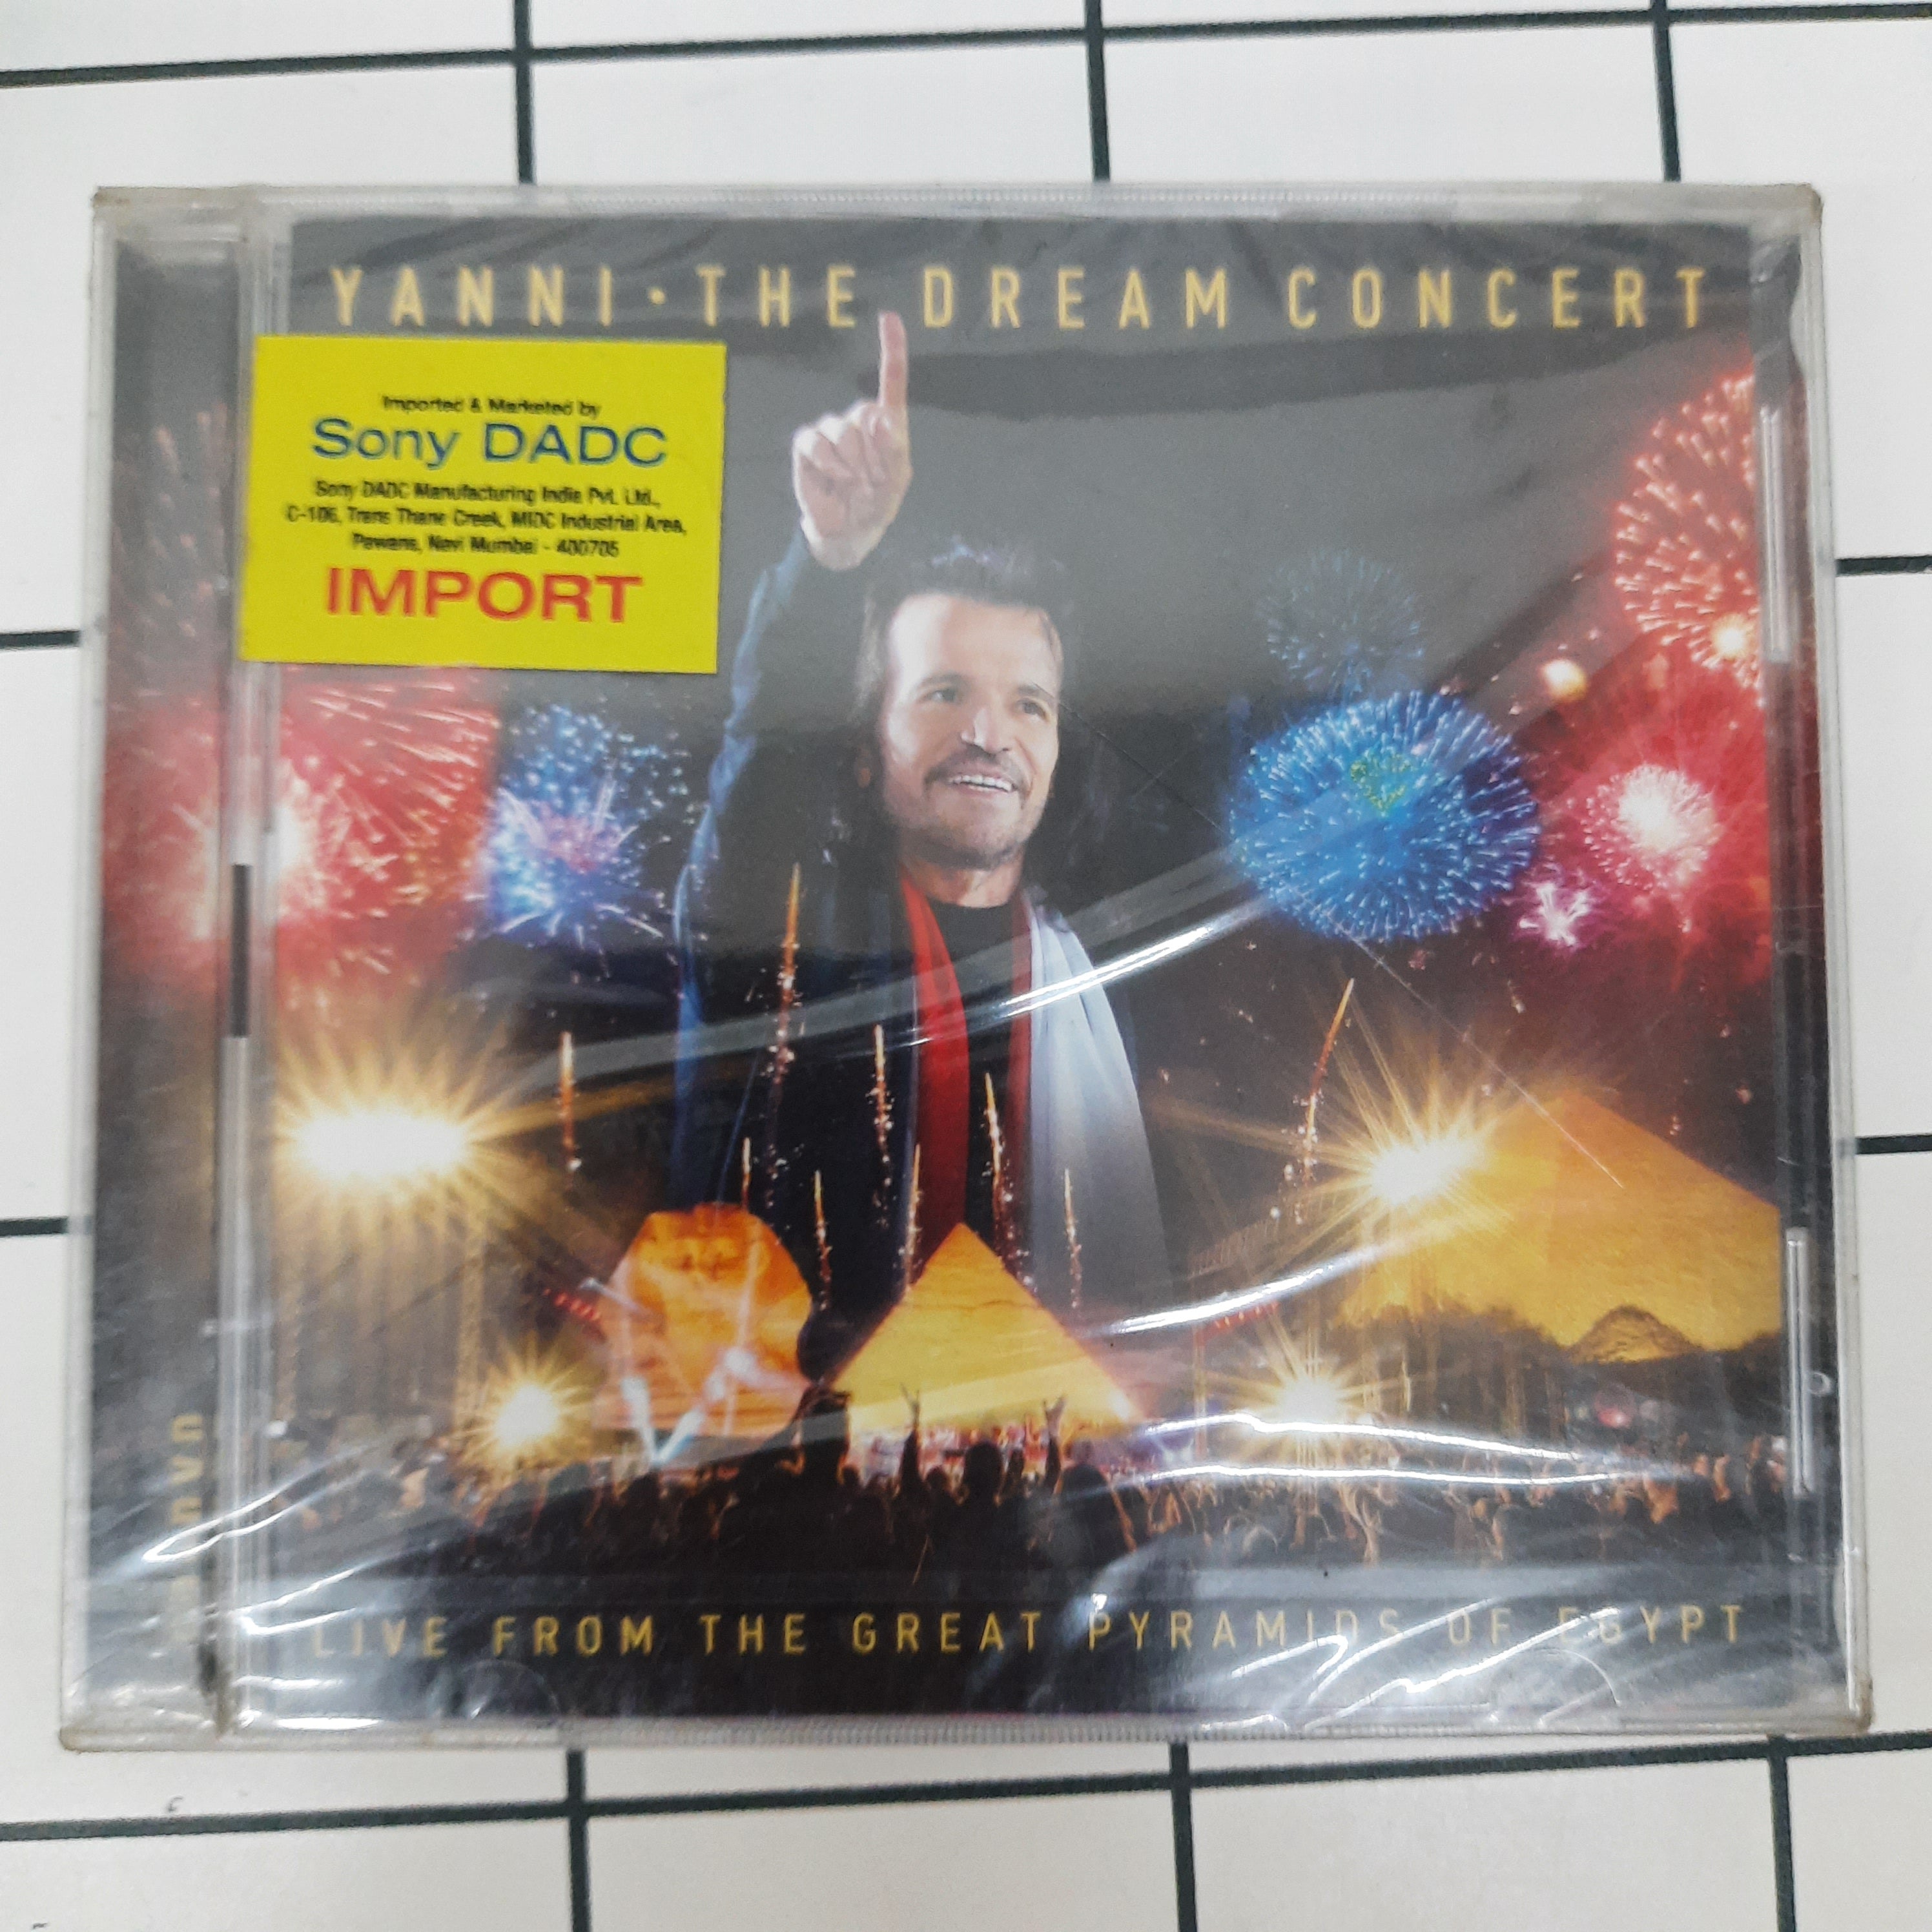 YANNI · THE DREAM CONCERT
Imported & Marketed by
Sony DADC
Sony DADC Manufacturing India Pvt. Ltd.,
C-106, Trans Thane Creek, MIDC Industrial Area,
Pawane, Navi Mumbai - 400705
IMPORT
LIVE FROM THE GREAT PYRAMIDS OF EGYPT